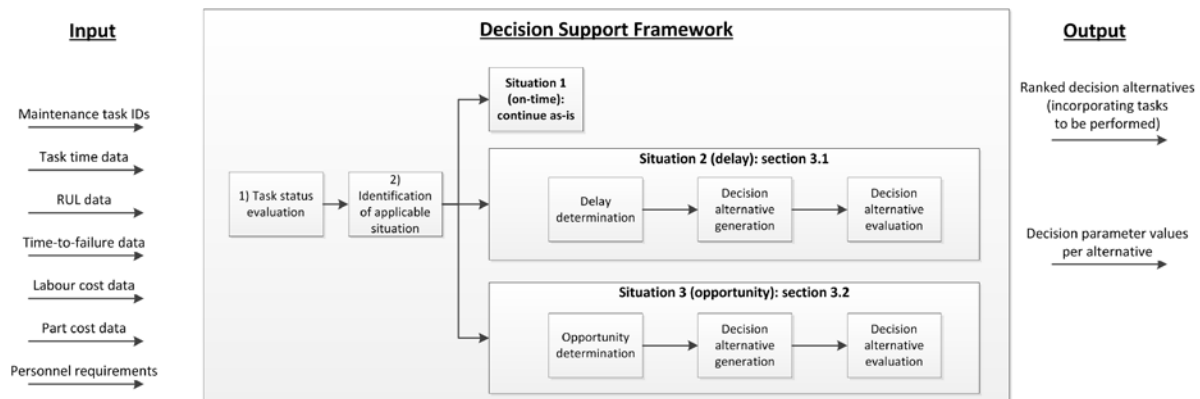 Input
Maintenance task IDs
Task time data
RUL data
Time-to-failure data
Labour cost data
Part cost data
Personnel requirements
Decision Support Framework
1) Task status
evaluation
2)
Identification
of applicable
situation
Situation 1
(on-time):
continue as-is
Situation 2 (delay): section 3.1
Delay
determination
Decision
alternative
generation
Decision
alternative
evaluation
Situation 3 (opportunity): section 3.2
Opportunity
determination
Decision
alternative
generation
Decision
alternative
evaluation
Output
Ranked decision alternatives
(incorporating tasks
to be performed)
Decision parameter values
per alternative